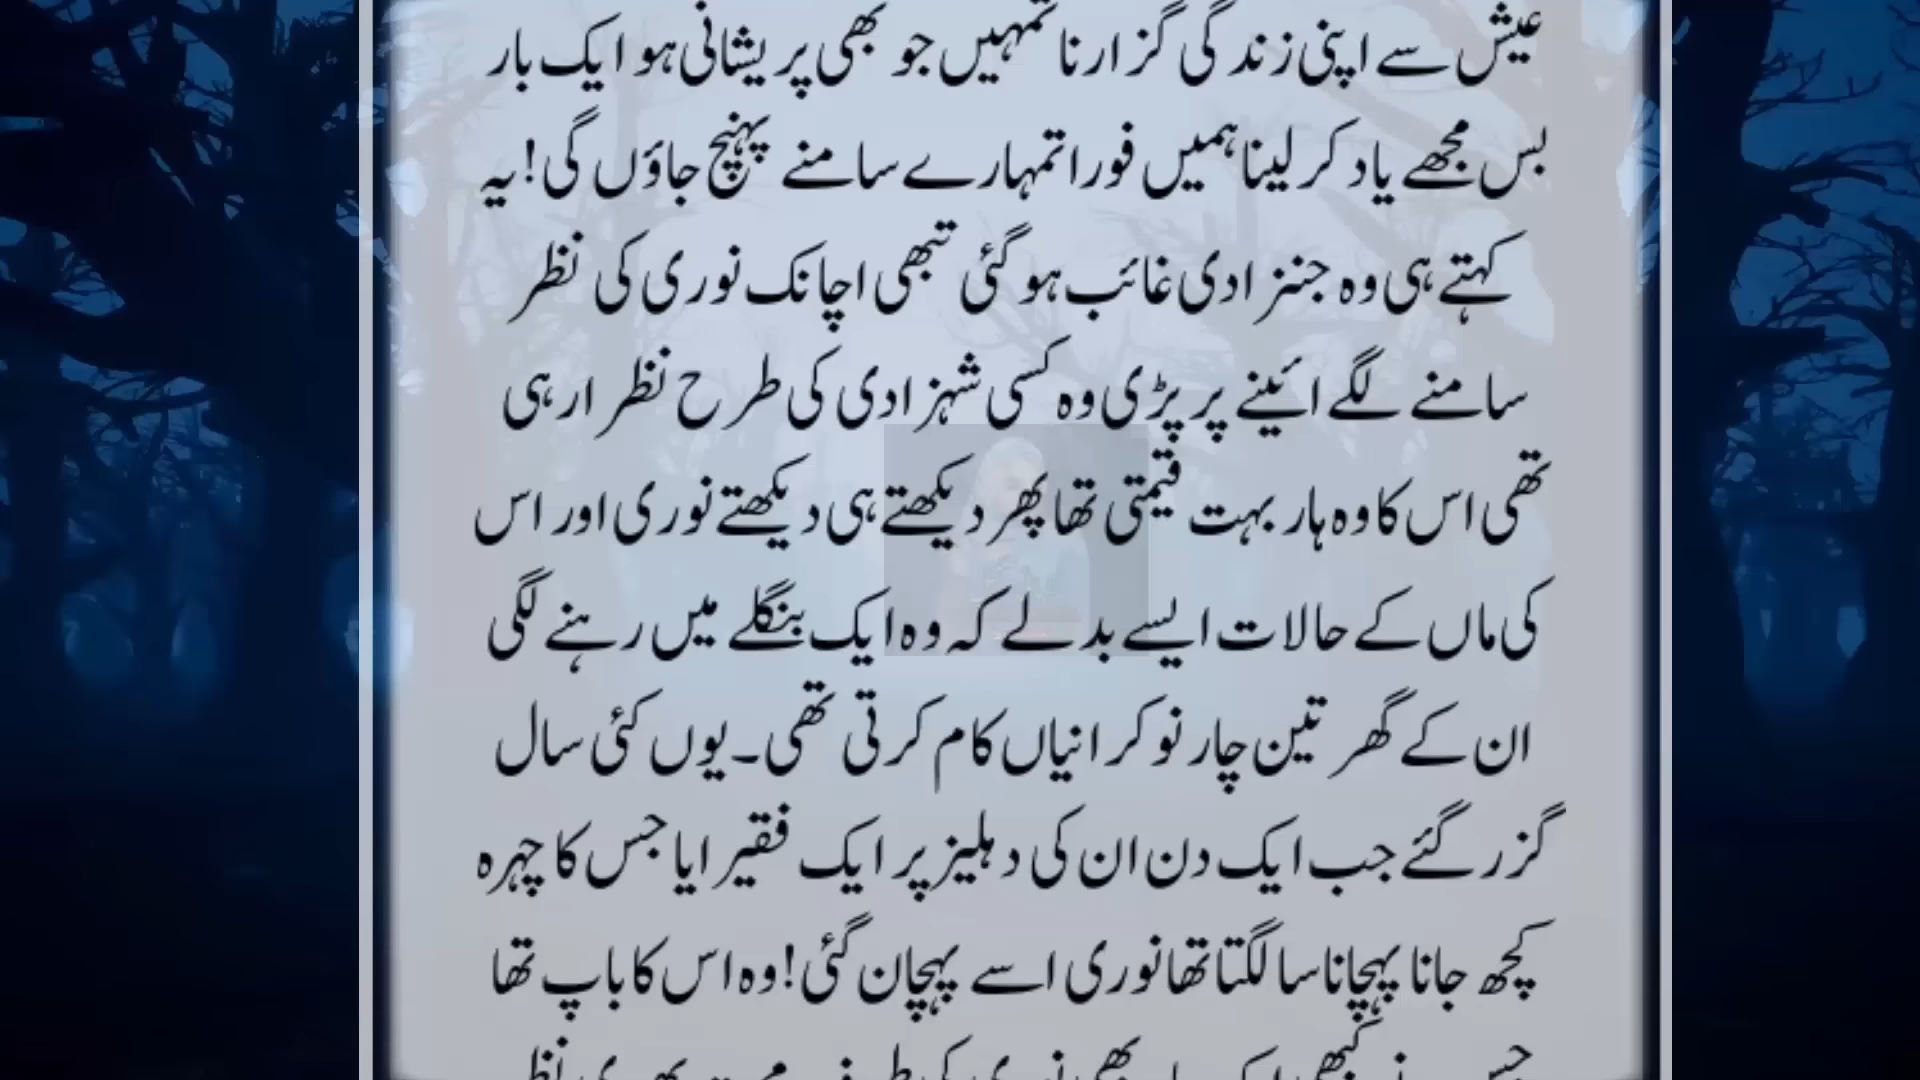 عیش سے اپنی زندگی گزارنا تمہیں جو بھی پریشانی ہو ایک بار
بس مجھے یاد کر لینا ہمیں فورا تمہارے سامنے پہنچ جاؤں گی! یہ
کہتے ہی وہ جنزادی غائب ہو گئی تبھی اچانک نوری کی نظر
سامنے لگے ائینے پر پڑی وہ کسی شہزادی کی طرح نظر ارہی
تھی اس کا وہ ہار بہت قیمتی تھا پھر دیکھتے ہی دیکھتے نوری اور اس
کی ماں کے حالات ایسے بدلے کہ وہ ایک بنگلے میں رہنے لگی
ان کے گھر تین چار نوکرانیاں کام کرتی تھی۔ یوں کئی سال
گزر گئے جب ایک دن ان کی دہلیز پر ایک فقیر ایا جس کا چہرہ
کچھ جانا پہچانا سا لگتا تھا نوری اسے پہچان گئی! وہ اس کا باپ تھا